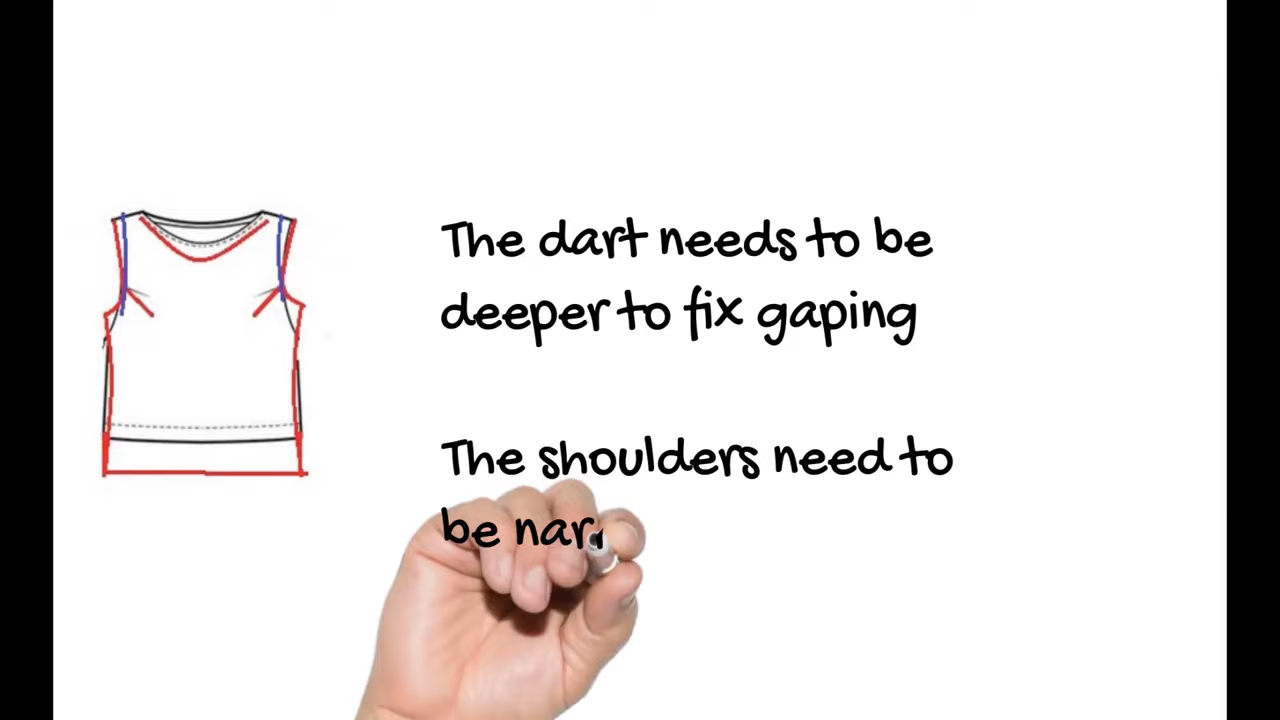 The dart needs to be
deeper to fix gaping
The shoulders need to
be nar